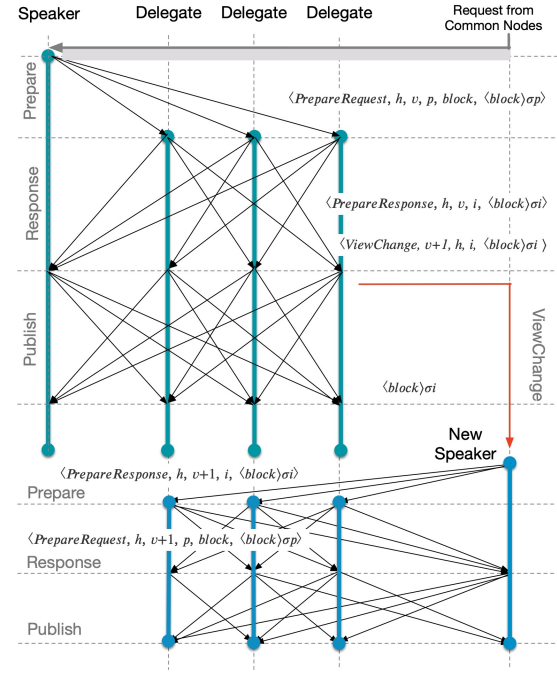 Speaker
Delegate
Delegate
Delegate
Request from
Common Nodes
Prepare
⟨PrepareRequest, h, v, p, block, ⟨block⟩σp⟩
Response
⟨PrepareResponse, h, v, i, ⟨block⟩σi⟩
⟨ViewChange, v+1, h, i, ⟨block⟩σi ⟩
Publish
ViewChange
⟨block⟩σi
New
Speaker
⟨PrepareResponse, h, v+1, i, ⟨block⟩σi⟩
Prepare
⟨PrepareRequest, h, v+1, p, block, ⟨block⟩σp⟩
Response
Publish